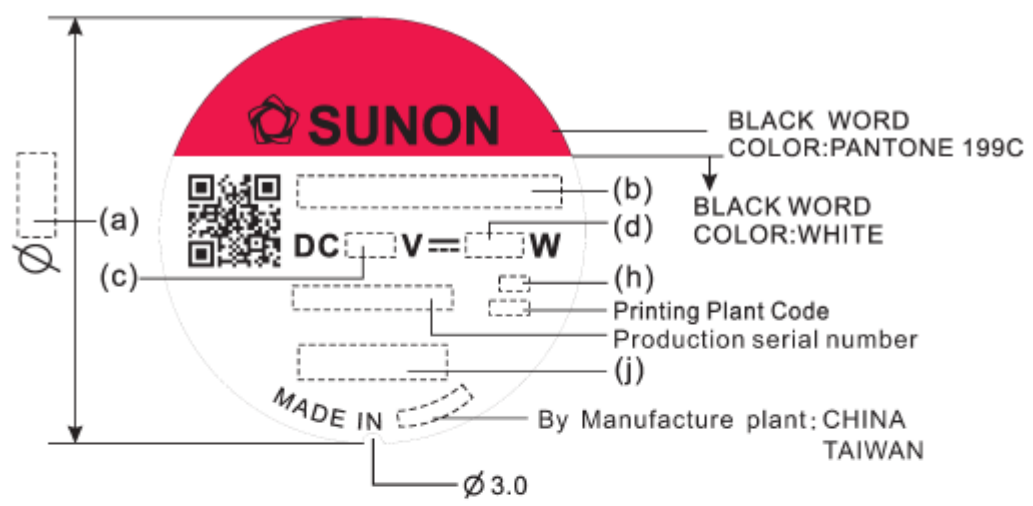 SUNON
BLACK WORD
COLOR:PANTONE 199C
(b)
BLACK WORD
COLOR:WHITE
(a)
Ø
(d)
DC V W
(c)
(h)
Printing Plant Code
Production serial number
(j)
MADE IN
By Manufacture plant: CHINA
TAIWAN
Ø 3.0